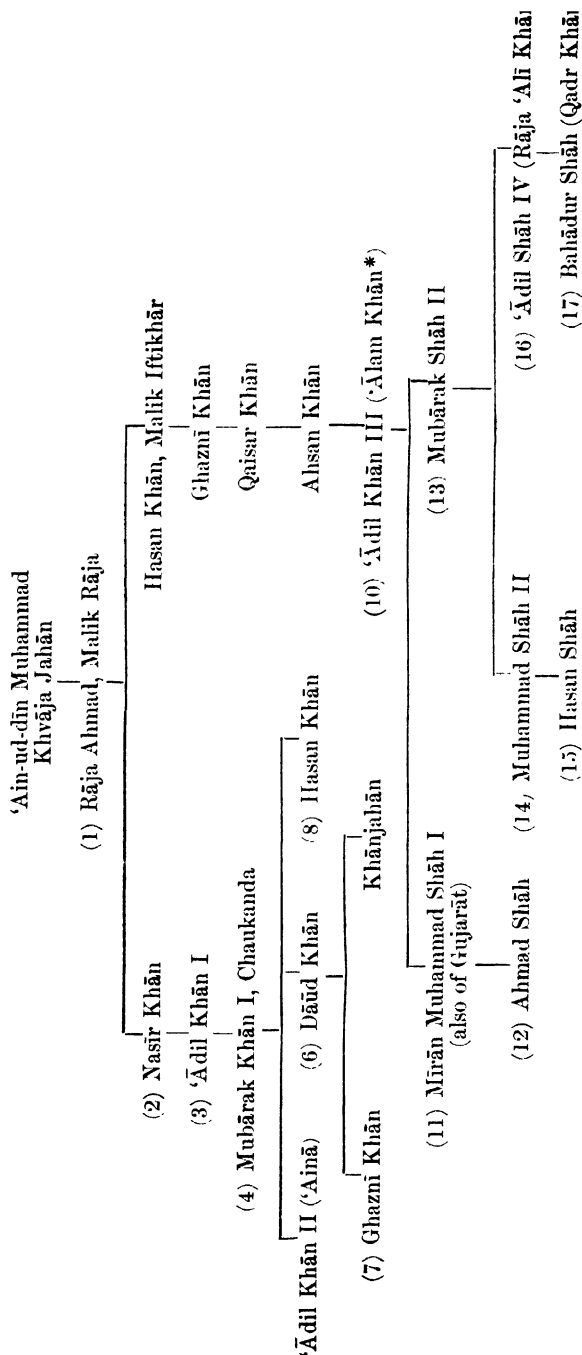 ‘Ain-ud-dīn Muhammad
Khvāja Jahān
(1) Rāja Ahmad, Malik Rāja
(2) Nasīr Khān
Hasan Khān, Malik Iftikhār
(3) ‘Ādil Khān I
Ghaznī Khān
(4) Mubārak Khān I, Chaukanda
Qaisar Khān
‘Ādil Khān II (‘Ainā)
(6) Dāūd Khān
(8) Hasan Khān
Ahsan Khān
(7) Ghaznī Khān
Khānjahān
(10) ‘Ādil Khān III (‘Ālam Khān*)
(11) Mīrān Muhammad Shāh I
(also of Gujarāt)
(13) Mubārak Shāh II
(12) Ahmad Shāh
(14) Muhammad Shāh II
(16) ‘Ādil Shāh IV (Rāja ‘Alī Khān
(15) Hasan Shāh
(17) Bahādur Shāh (Qadr Khān